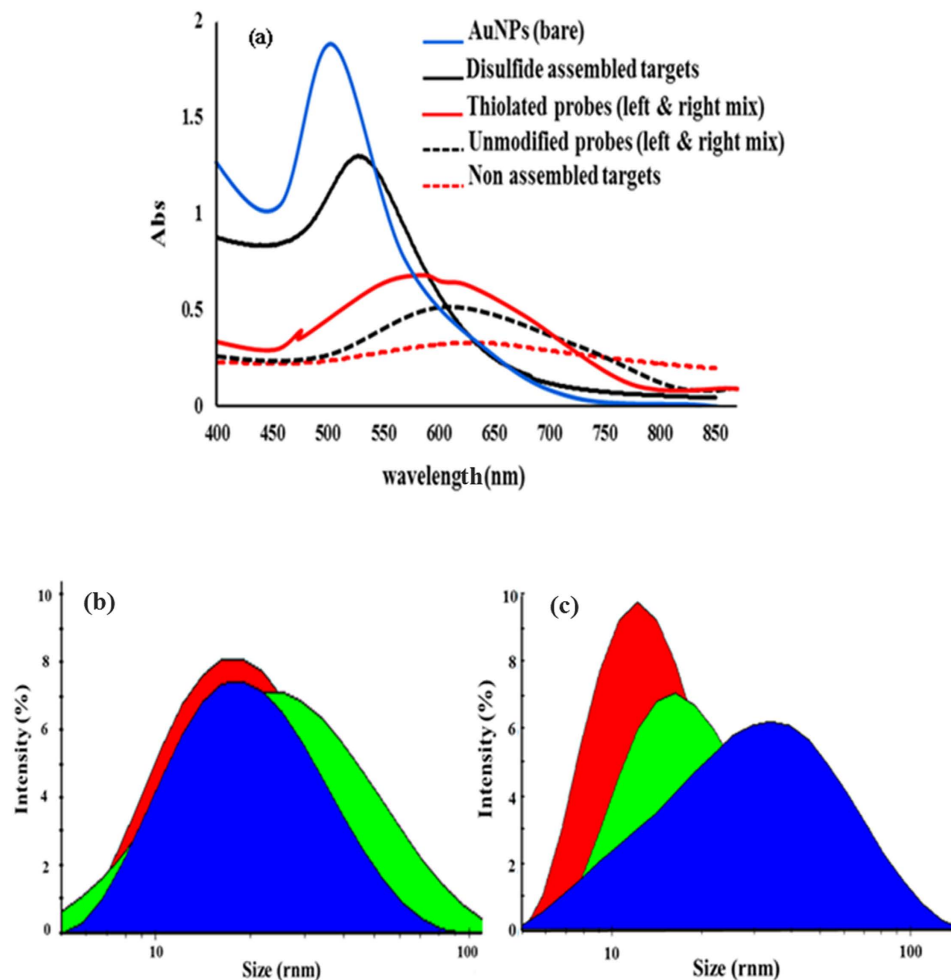 (a)
AuNPs (bare)
Disulfide assembled targets
Thiolated probes (left & right mix)
Unmodified probes (left & right mix)
Non assembled targets
2
1.5
1
0.5
0
Abs
400 450 500 550 600 650 700 750 800 850
wavelength(nm)
(b)
10
8
6
4
2
0
Intensity (%)
10 100
Size (rnm)
(c)
10
8
6
4
2
0
Intensity (%)
10 100
Size (rnm)